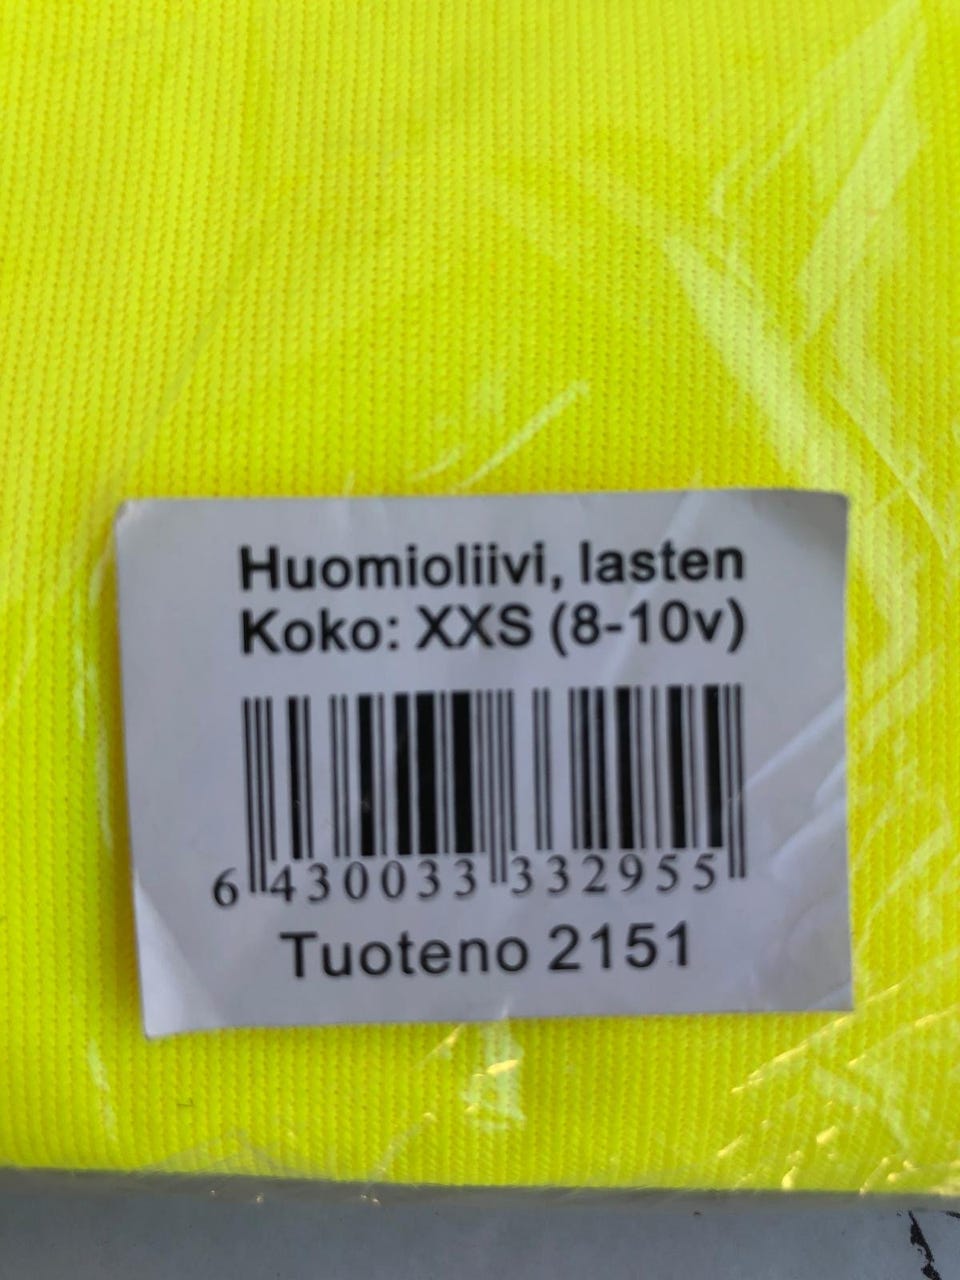 Huomioliivi, lasten
Koko: XXS (8-10v)
6 430033 332955
Tuoteno 2151